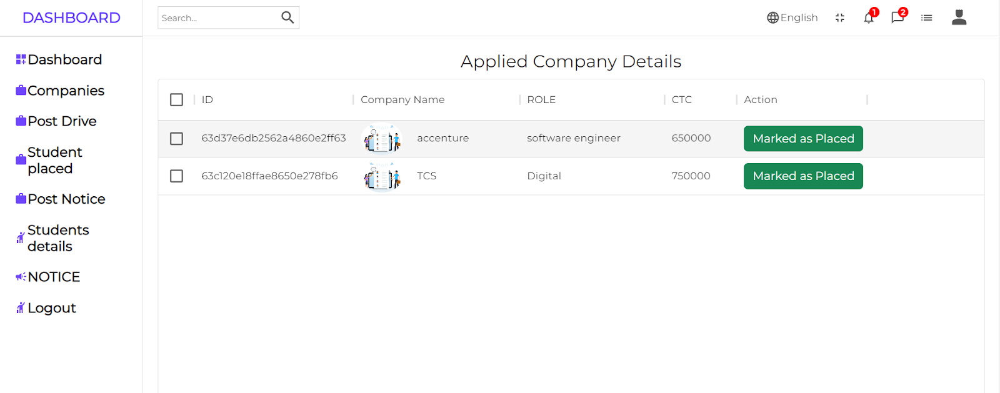 DASHBOARD
Search...
English
1
2
Dashboard
Companies
Post Drive
Student
placed
Post Notice
Students
details
NOTICE
Logout
Applied Company Details
ID Company Name ROLE CTC Action
63d37e6db2562a4860e2ff63 accenture software engineer 650000 Marked as Placed
63c120e18ffae8650e278fb6 TCS Digital 750000 Marked as Placed